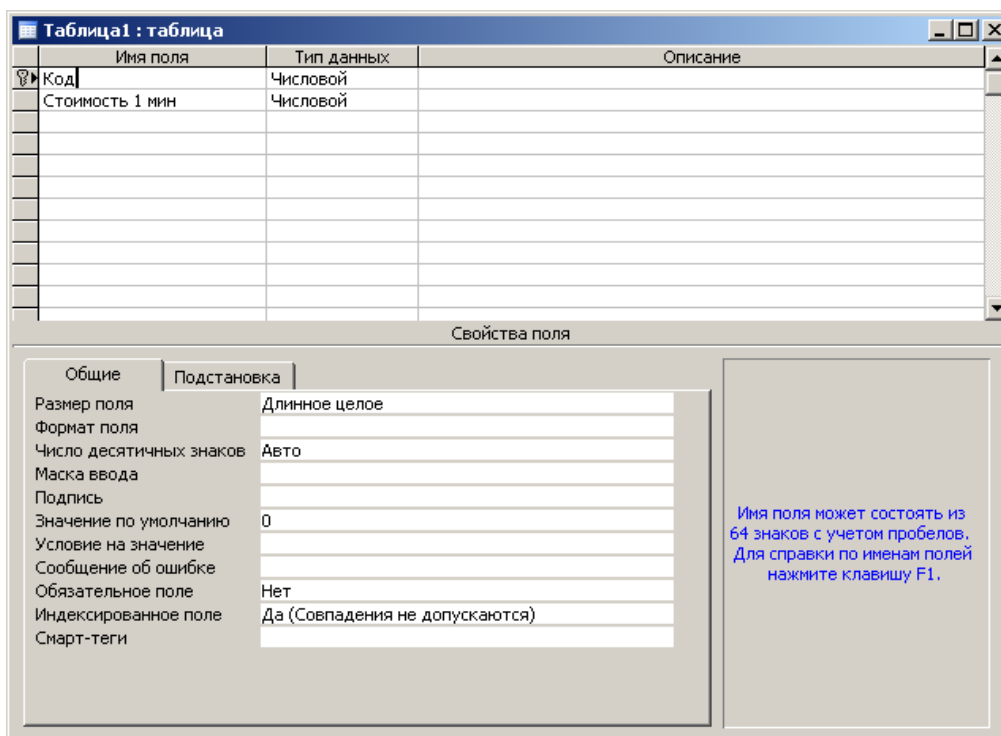 Таблица1 : таблица
Имя поля Тип данных Описание
Код Числовой
Стоимость 1 мин Числовой
Свойства поля
Общие Подстановка
Размер поля Длинное целое
Формат поля
Число десятичных знаков Авто
Маска ввода
Подпись
Значение по умолчанию 0
Условие на значение
Сообщение об ошибке
Обязательное поле Нет
Индексированное поле Да (Совпадения не допускаются)
Смарт-теги
Имя поля может состоять из
64 знаков с учетом пробелов.
Для справки по именам полей
нажмите клавишу F1.